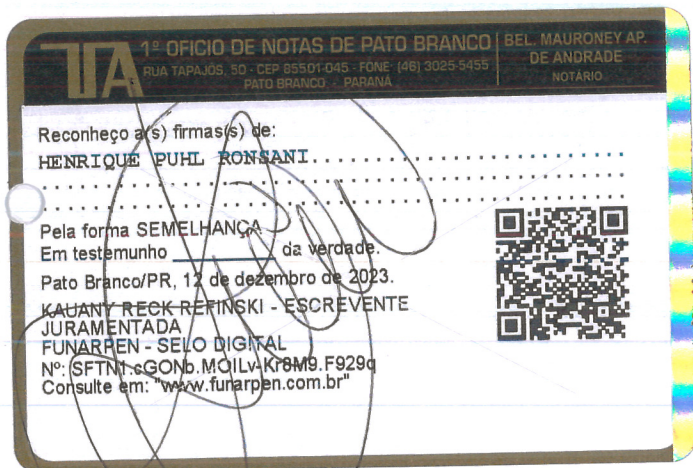 TA
1º OFICIO DE NOTAS DE PATO BRANCO
RUA TAPAJÓS, 50 - CEP 85501-045 - FONE: (46) 3025-5455
PATO BRANCO - PARANÁ
BEL. MAURONEY AP.
DE ANDRADE
NOTÁRIO
Reconheço a(s) firmas(s) de:
HENRIQUE PUHL RONSANI
Pela forma SEMELHANÇA
Em testemunho ________ da verdade.
Pato Branco/PR, 12 de dezembro de 2023.
KAUANY RECK REFINSKI - ESCREVENTE
JURAMENTADA
FUNARPEN - SELO DIGITAL
Nº: SFTN1.cGONb.MOILv-Kr8M9.F929q
Consulte em: "www.funarpen.com.br"